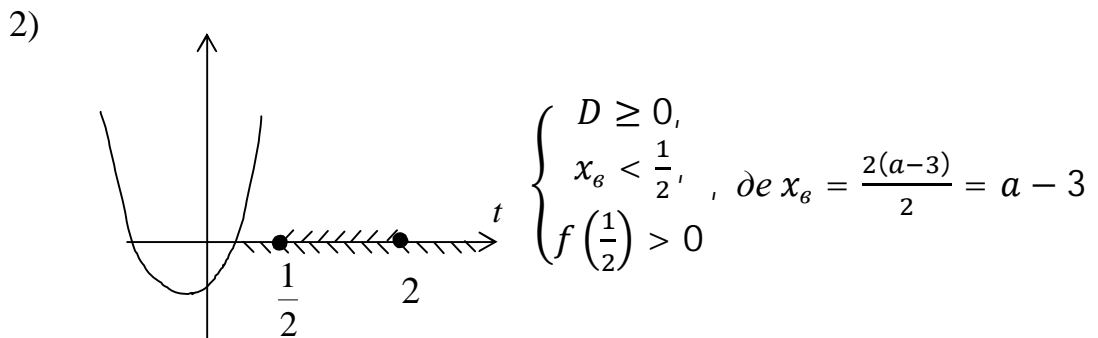 2)
t
1/2
2
{ D ≥ 0,
x_в < 1/2,
f(1/2) > 0
, де x_в = 2(a−3)/2 = a − 3